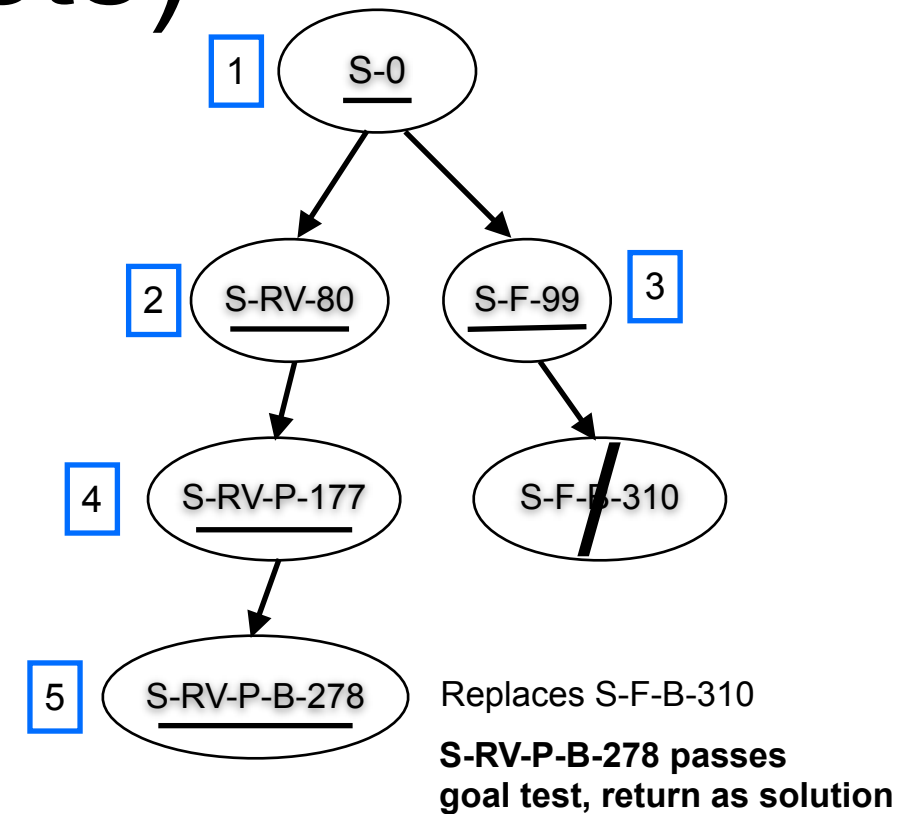 1
S-0
2
S-RV-80
S-F-99
3
4
S-RV-P-177
S-F-B-310
5
S-RV-P-B-278
Replaces S-F-B-310
S-RV-P-B-278 passes
goal test, return as solution